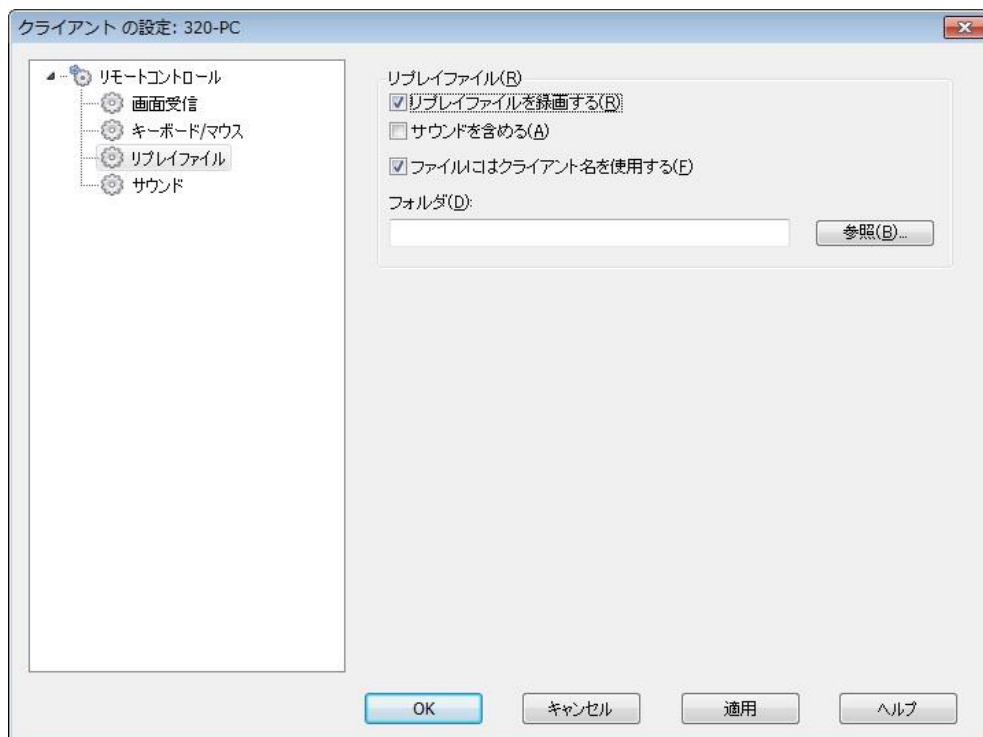 クライアント の設定: 320-PC
リモートコントロール
画面受信
キーボード/マウス
リプレイファイル
サウンド
リプレイファイル(R)
リプレイファイルを録画する(R)
サウンドを含める(A)
ファイルにはクライアント名を使用する(F)
フォルダ(D):
参照(B)...
OK
キャンセル
適用
ヘルプ